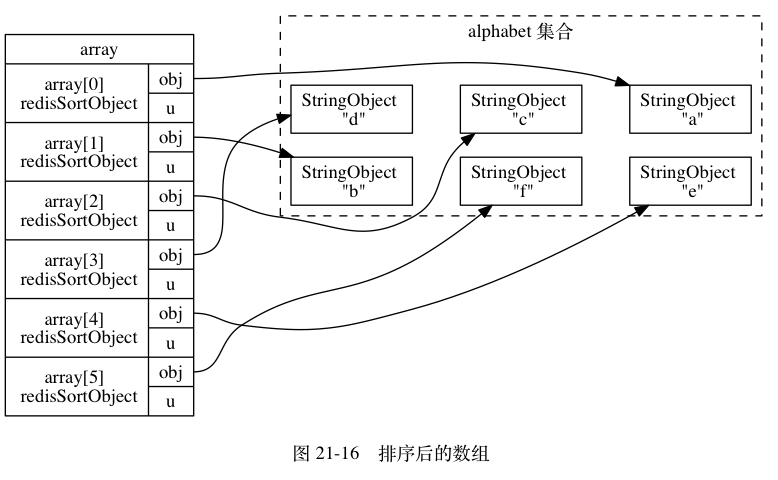 array
array[0]
redisSortObject
obj
u
array[1]
redisSortObject
obj
u
array[2]
redisSortObject
obj
u
array[3]
redisSortObject
obj
u
array[4]
redisSortObject
obj
u
array[5]
redisSortObject
obj
u
alphabet 集合
StringObject
"d"
StringObject
"c"
StringObject
"a"
StringObject
"b"
StringObject
"f"
StringObject
"e"
图 21-16 排序后的数组